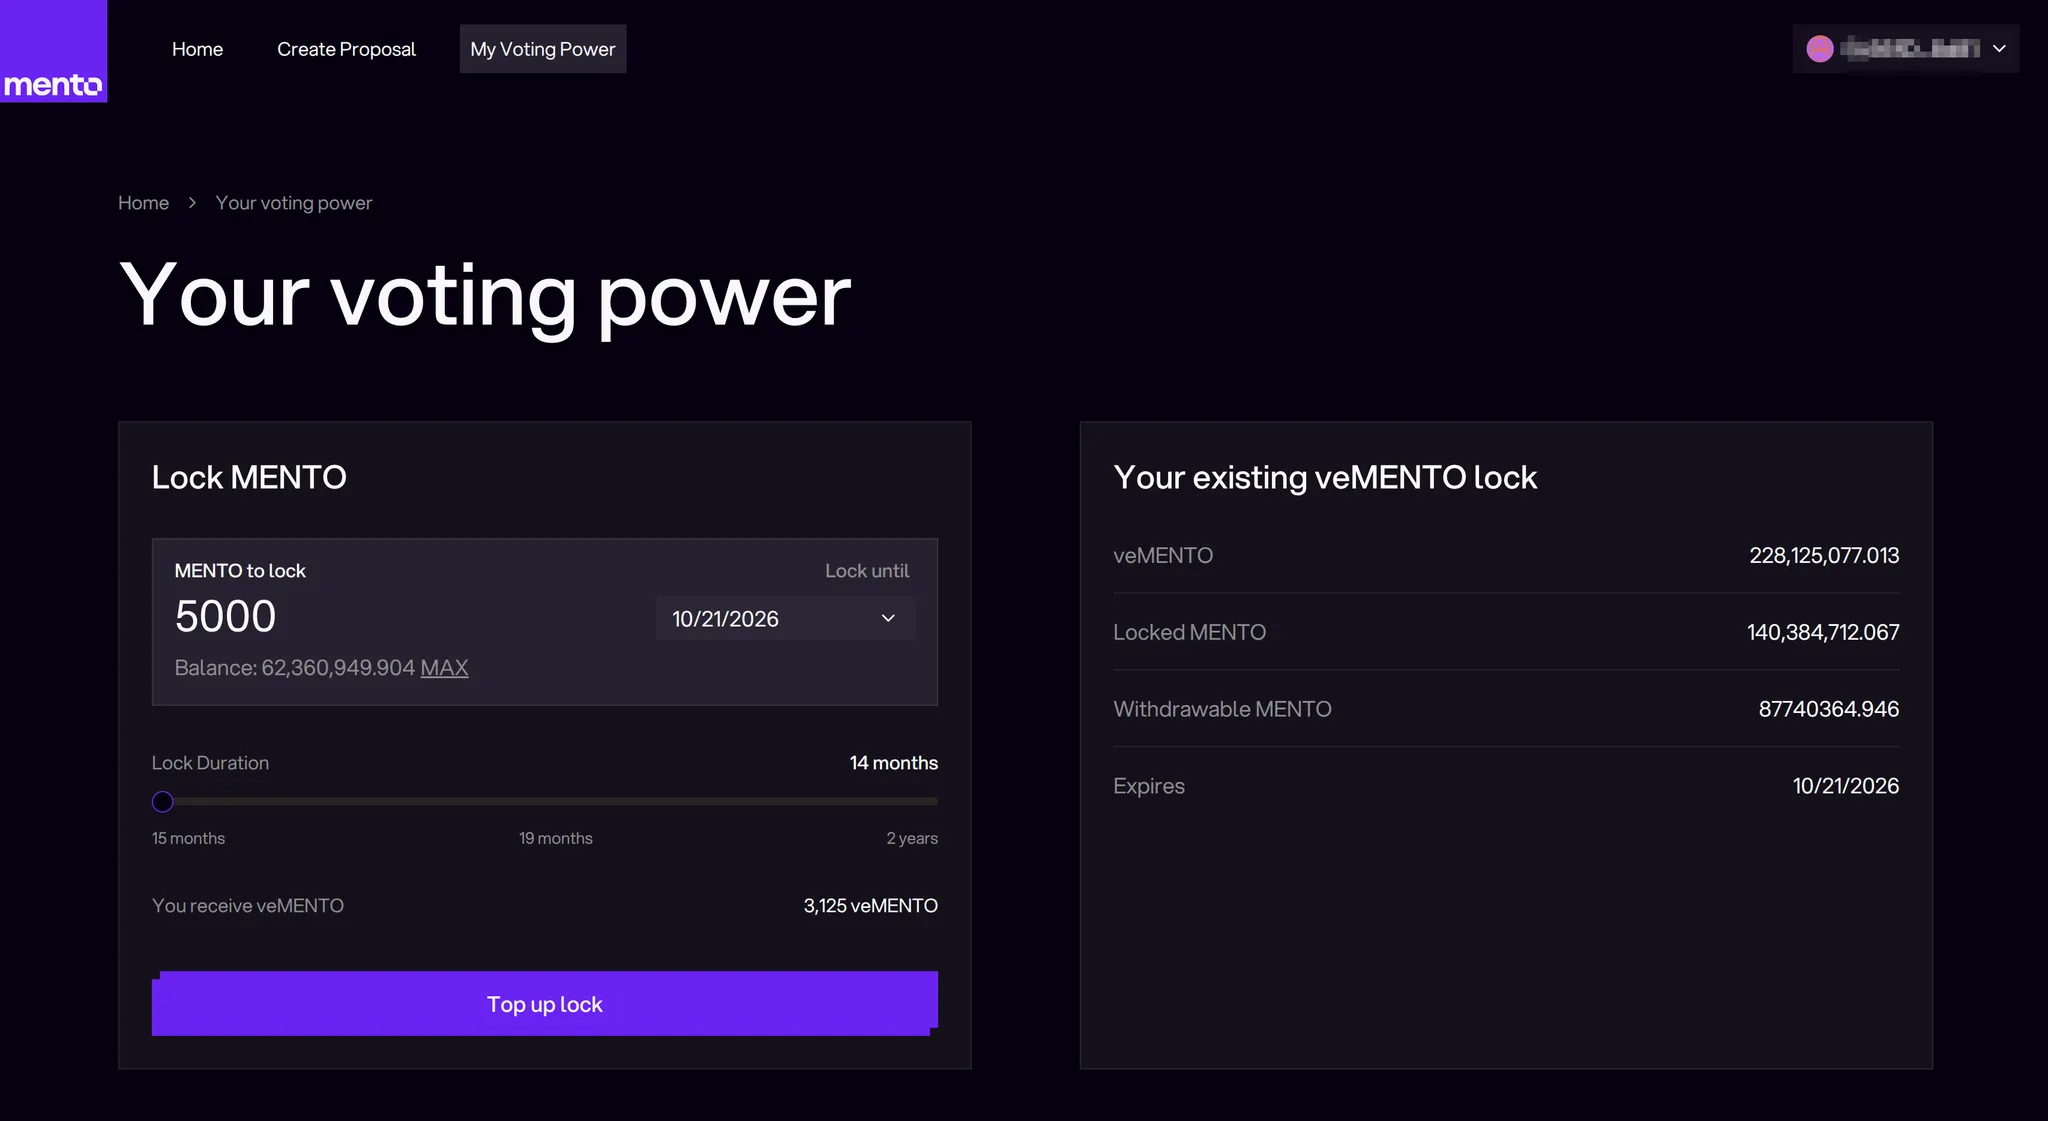 mento
Home
Create Proposal
My Voting Power
Home > Your voting power
Your voting power
Lock MENTO
MENTO to lock
Lock until
5000
10/21/2026
Balance: 62,360,949.904 MAX
Lock Duration
14 months
15 months
19 months
2 years
You receive veMENTO
3,125 veMENTO
Top up lock
Your existing veMENTO lock
veMENTO
228,125,077.013
Locked MENTO
140,384,712.067
Withdrawable MENTO
87740364.946
Expires
10/21/2026